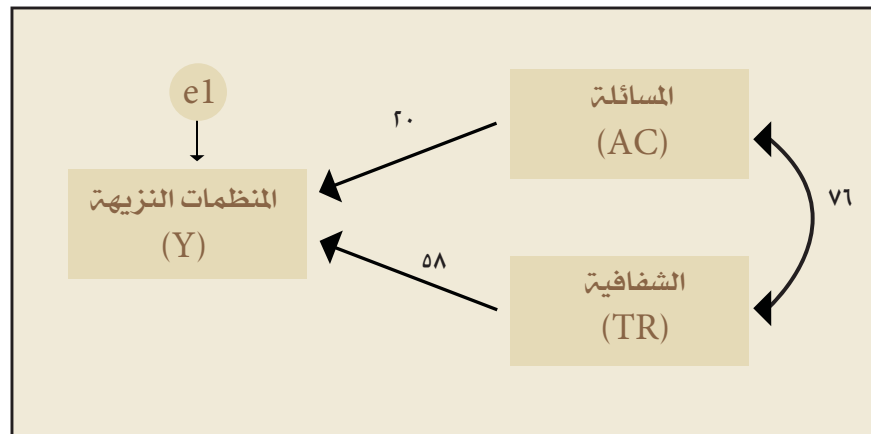 المسائلة
(AC)
e1
٢٠
٧٦
المنظمات النزيهة
(Y)
٥٨
الشفافية
(TR)